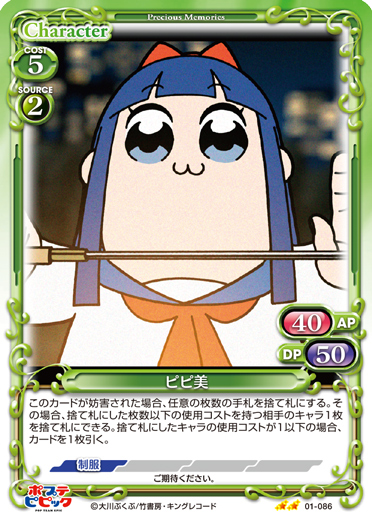 Precious Memories
Character
COST
5
SOURCE
2
40 AP
DP 50
ピピ美
このカードが妨害された場合、任意の枚数の手札を捨て札にする。そ
の場合、捨て札にした枚数以下の使用コストを持つ相手のキャラ1枚
を捨て札にできる。捨て札にしたキャラの使用コストが1以下の場合、
カードを1枚引く。
制服
ご期待ください。
ポプテピピック
POP TEAM EPIC
©大川ぶくぶ/竹書房・キングレコード
01-086